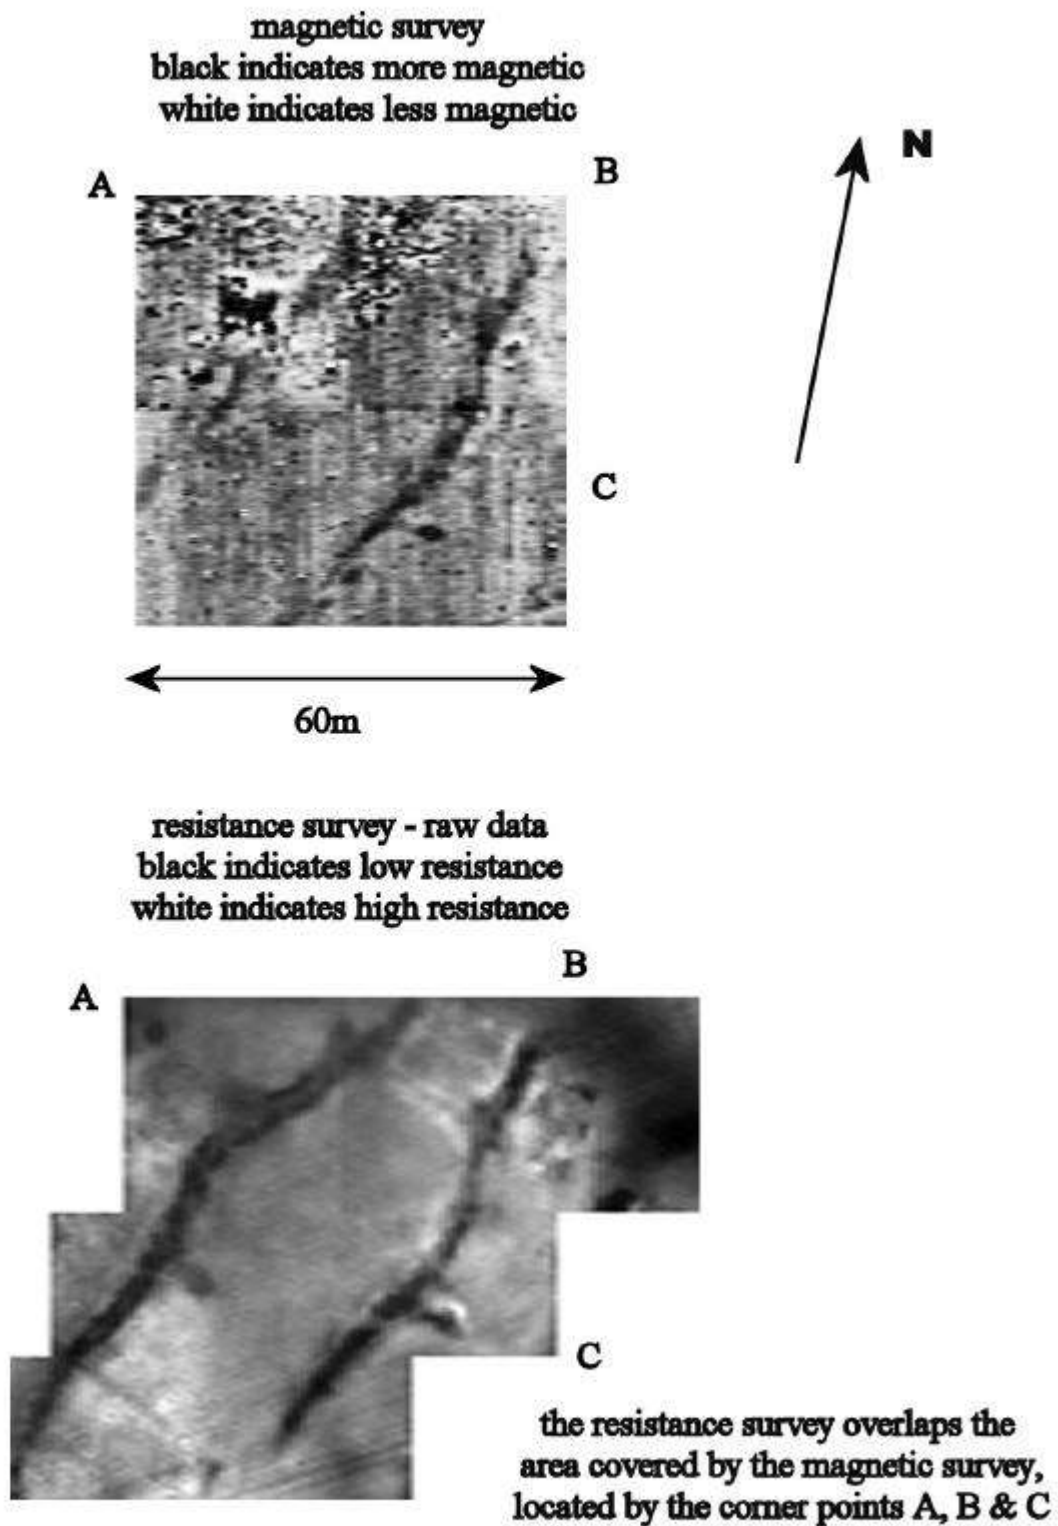 magnetic survey
black indicates more magnetic
white indicates less magnetic
N
A
B
C
60m
resistance survey - raw data
black indicates low resistance
white indicates high resistance
B
A
C
the resistance survey overlaps the
area covered by the magnetic survey,
located by the corner points A, B & C